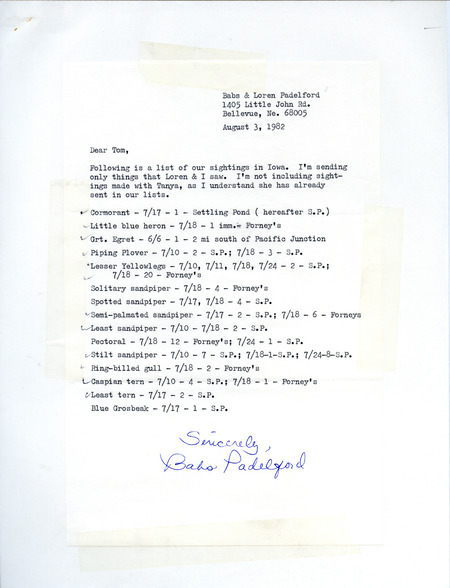 Babs & Loren Padelford
1405 Little John Rd.
Bellevue, Ne. 68005
August 3, 1982
Dear Tom,
Following is a list of our sightings in Iowa. I'm sending
only things that Loren & I saw. I'm not including sight-
ings made with Tanya, as I understand she has already
sent in our lists.
Cormorant - 7/17 - 1 - Settling Pond ( hereafter S.P.)
Little blue heron - 7/18 - 1 imm.- Forney's
Grt. Egret - 6/6 - 1 - 2 mi south of Pacific Junction
Piping Plover - 7/10 - 2 - S.P.; 7/18 - 3 - S.P.
Lesser Yellowlegs - 7/10, 7/11, 7/18, 7/24 - 2 - S.P.;
7/18 - 20 - Forney's
Solitary sandpiper - 7/18 - 4 - Forney's
Spotted sandpiper - 7/17, 7/18 - 4 - S.P.
Semi-palmated sandpiper - 7/17 - 2 - S.P.; 7/18 - 6 - Forneys
Least sandpiper - 7/10 - 7/18 - 2 - S.P.
Pectoral - 7/18 - 12 - Forney's; 7/24 - 1 - S.P.
Stilt sandpiper - 7/10 - 7 - S.P.; 7/18-1-S.P.; 7/24-8-S.P.
Ring-billed gull - 7/18 - 2 - Forney's
Caspian tern - 7/10 - 4 - S.P.; 7/18 - 1 - Forney's
Least tern - 7/17 - 2 - S.P.
Blue Grosbeak - 7/17 - 1 - S.P.
Sincerely,
Babs Padelford